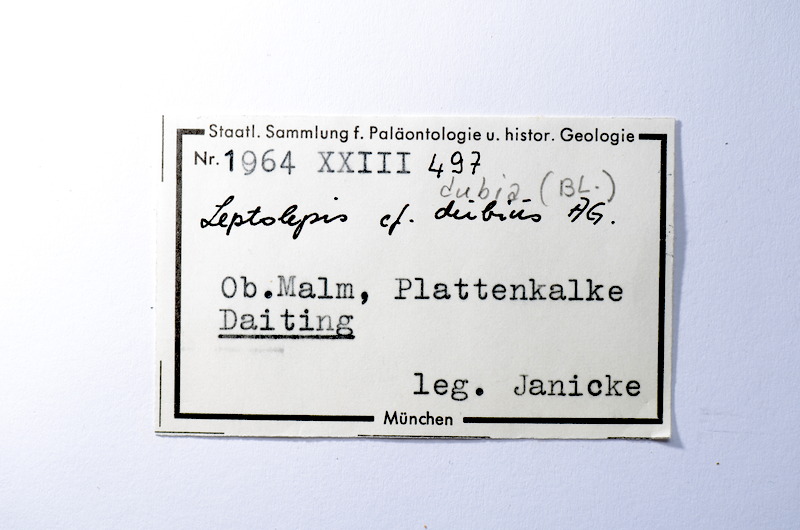 Staatl. Sammlung f. Paläontologie u. histor. Geologie
Nr. 1964 XXIII 497
dubia (BL.)
Leptolepis cf. dubius AG.
Ob.Malm, Plattenkalke
Daiting
leg. Janicke
München